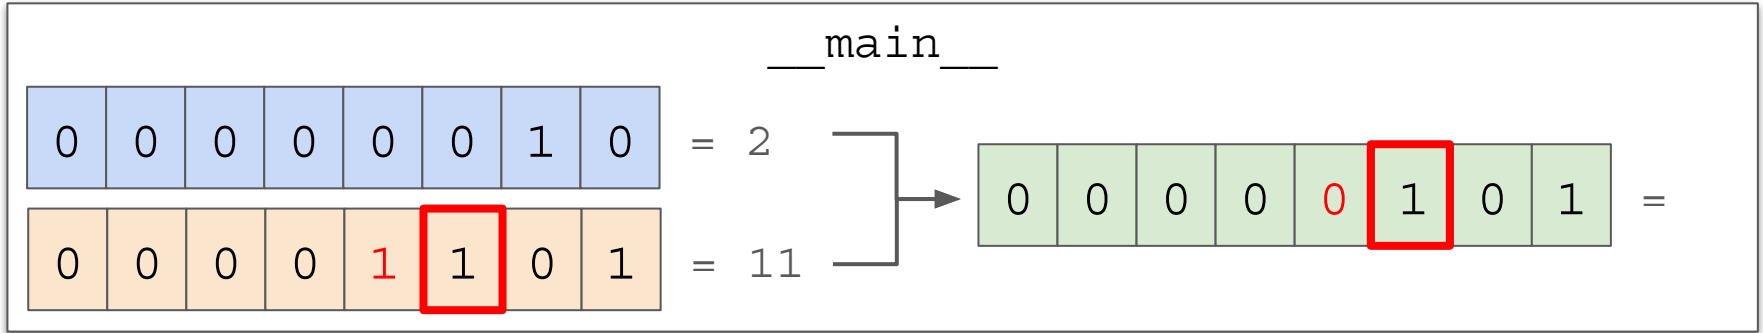 __main__
0 0 0 0 0 0 1 0 = 2
0 0 0 0 1 1 0 1 = 11
0 0 0 0 0 1 0 1 =